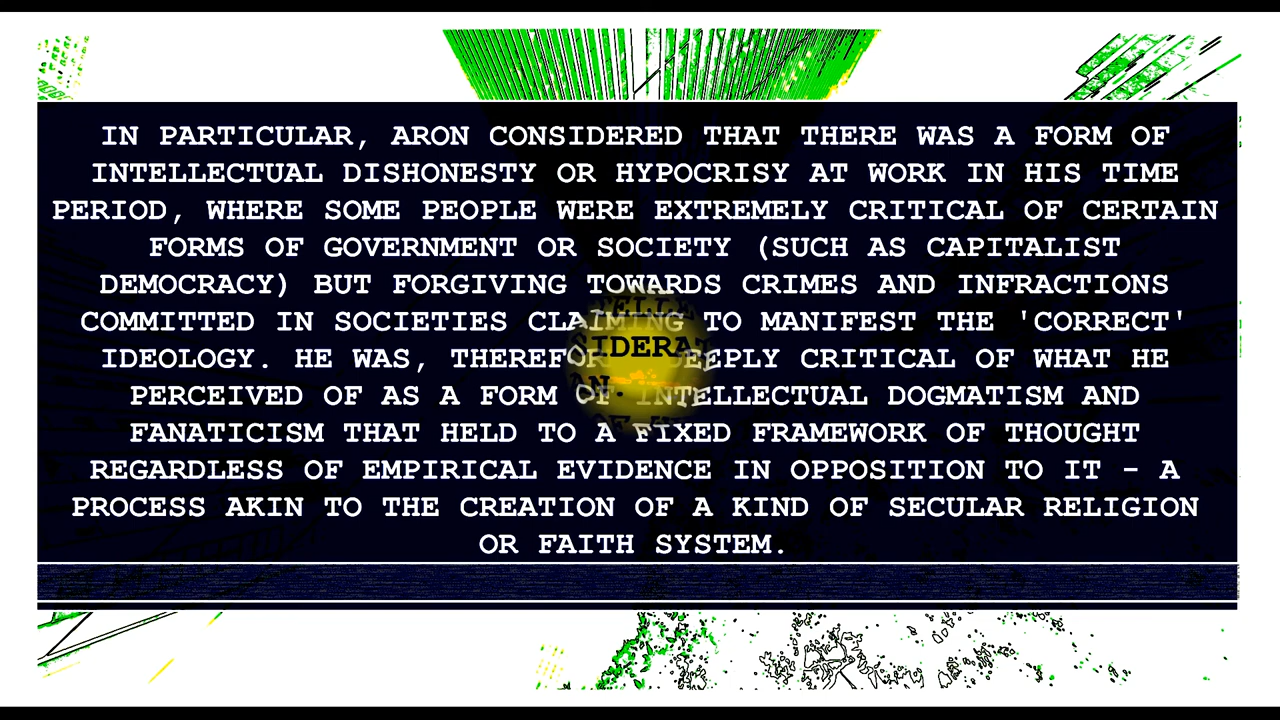 IN PARTICULAR, ARON CONSIDERED THAT THERE WAS A FORM OF
INTELLECTUAL DISHONESTY OR HYPOCRISY AT WORK IN HIS TIME
PERIOD, WHERE SOME PEOPLE WERE EXTREMELY CRITICAL OF CERTAIN
FORMS OF GOVERNMENT OR SOCIETY (SUCH AS CAPITALIST
DEMOCRACY) BUT FORGIVING TOWARDS CRIMES AND INFRACTIONS
COMMITTED IN SOCIETIES CLAIMING TO MANIFEST THE 'CORRECT'
IDEOLOGY. HE WAS, CRITICAL OF WHAT HE
PERCEIVED OF AS A FORM OF INTELLECTUAL DOGMATISM AND
FANATICISM THAT HELD TO A FIXED FRAMEWORK OF THOUGHT
REGARDLESS OF EMPIRICAL EVIDENCE IN OPPOSITION TO IT – A
PROCESS AKIN TO THE CREATION OF A KIND OF SECULAR RELIGION
OR FAITH SYSTEM.